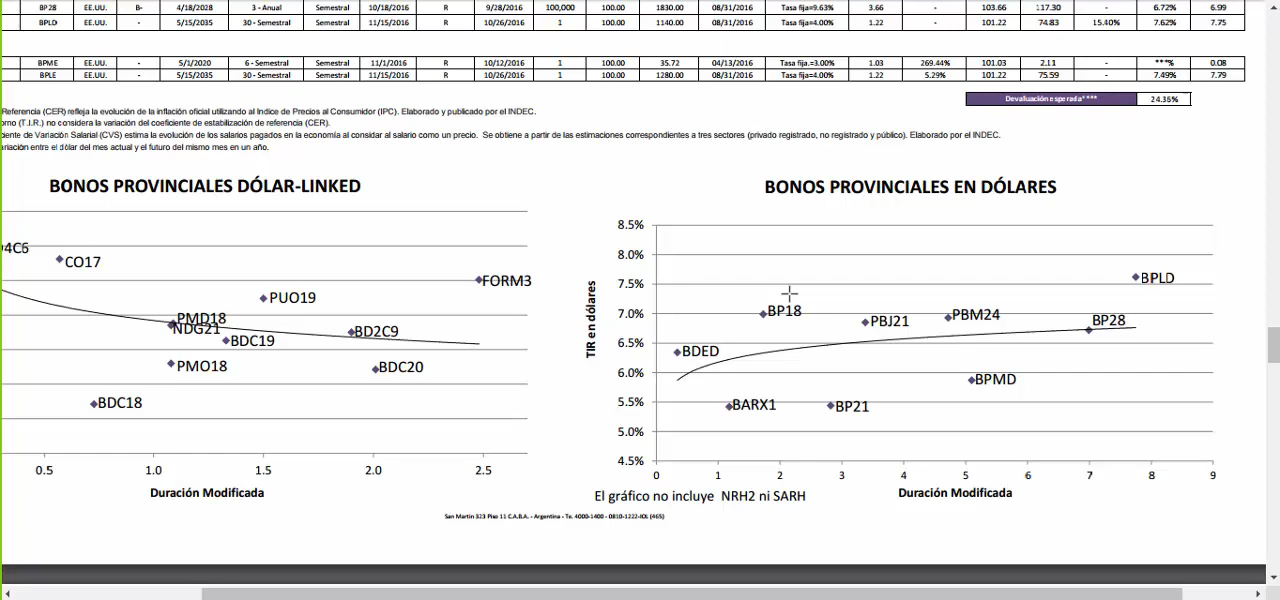 BP28 EE.UU. B- 4/18/2028 3 - Anual Semestral 10/18/2016 R 9/28/2016 100,000 100.00 1830.00 08/31/2016 Tasa fija=9.63% 3.66 - 103.66 117.30 - 6.72% 6.99
BPLD EE.UU. - 5/15/2035 30 - Semestral Semestral 11/15/2016 R 10/26/2016 1 100.00 1140.00 08/31/2016 Tasa fija=4.00% 1.22 - 101.22 74.83 15.40% 7.62% 7.75
BPME EE.UU. - 5/1/2020 6 - Semestral Semestral 11/1/2016 R 10/12/2016 1 100.00 35.72 04/13/2016 Tasa fija.=3.00% 1.03 269.44% 101.03 2.11 - ***% 0.08
BPLE EE.UU. - 5/15/2035 30 - Semestral Semestral 11/15/2016 R 10/26/2016 1 100.00 1280.00 08/31/2016 Tasa fija=4.00% 1.22 5.29% 101.22 75.59 - 7.49% 7.79
Devaluación esperada**** 24.36%
Referencia (CER) refleja la evolución de la inflación oficial utilizando al Indice de Precios al Consumidor (IPC). Elaborado y publicado por el INDEC.
orno (T.I.R.) no considera la variación del coeficiente de estabilización de referencia (CER).
ciente de Variación Salarial (CVS) estima la evolución de los salarios pagados en la economía al considar al salario como un precio. Se obtiene a partir de las estimaciones correspondientes a tres sectores (privado registrado, no registrado y público). Elaborado por el INDEC.
ariación entre el dólar del mes actual y el futuro del mismo mes en un año.
BONOS PROVINCIALES DÓLAR-LINKED
4C6
CO17
FORM3
PUO19
PMD18
NDG21
BD2C9
BDC19
PMO18
BDC20
BDC18
0.5 1.0 1.5 2.0 2.5
Duración Modificada
BONOS PROVINCIALES EN DÓLARES
TIR en dólares
8.5%
8.0%
7.5%
7.0%
6.5%
6.0%
5.5%
5.0%
4.5%
BPLD
BP18
PBJ21
PBM24
BP28
BDED
BPMD
BARX1
BP21
0 1 2 3 4 5 6 7 8 9
El gráfico no incluye NRH2 ni SARH
Duración Modificada
San Martín 323 Piso 11 C.A.B.A. - Argentina - Te. 4000-1400 - 0810-1222-IOL (465)